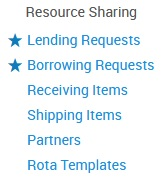 Resource Sharing
Lending Requests
Borrowing Requests
Receiving Items
Shipping Items
Partners
Rota Templates